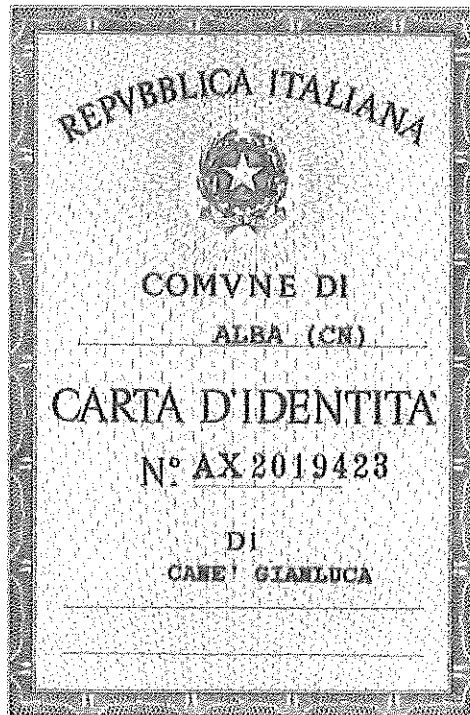 REPVBBLICA ITALIANA
COMVNE DI
ALBA (CN)
CARTA D'IDENTITA'
N° AX 2019423
DI
CANE' GIANLUCA